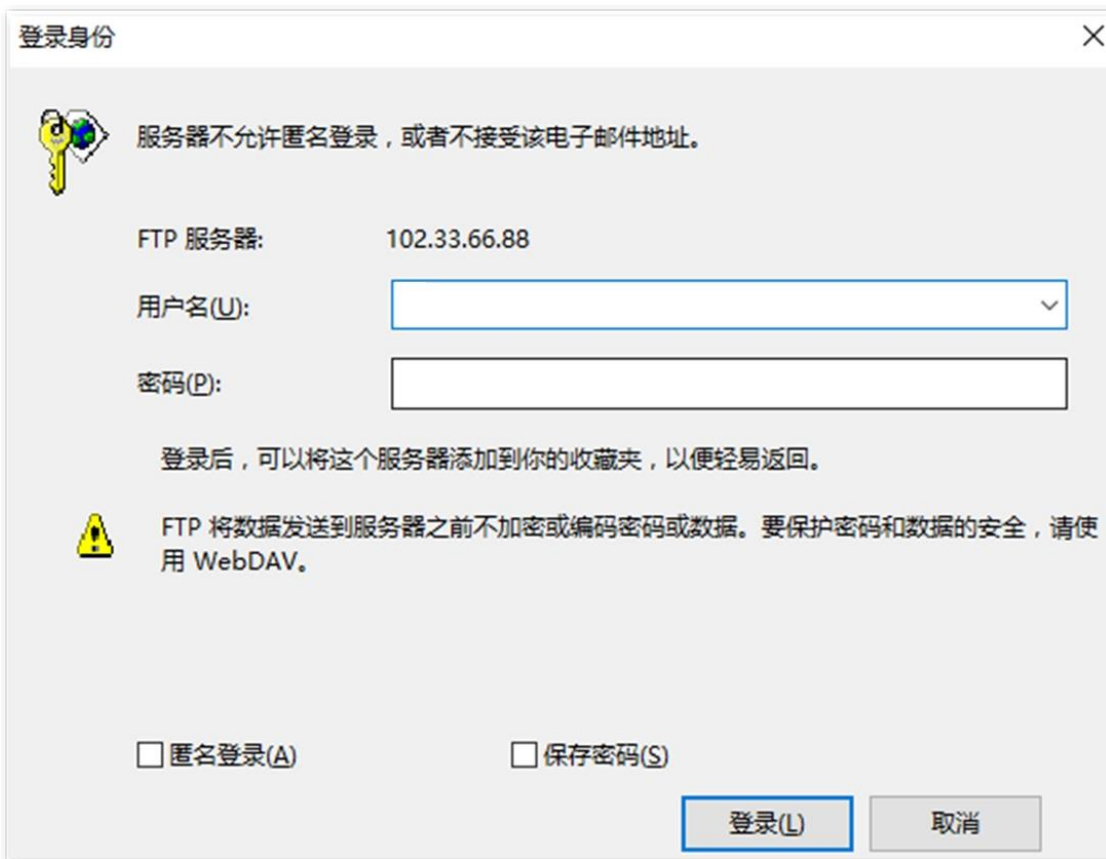 登录身份
服务器不允许匿名登录，或者不接受该电子邮件地址。
FTP 服务器: 102.33.66.88
用户名(U):
密码(P):
登录后，可以将这个服务器添加到你的收藏夹，以便轻易返回。
FTP 将数据发送到服务器之前不加密或编码密码或数据。要保护密码和数据的安全，请使
用 WebDAV。
匿名登录(A) 保存密码(S)
登录(L) 取消